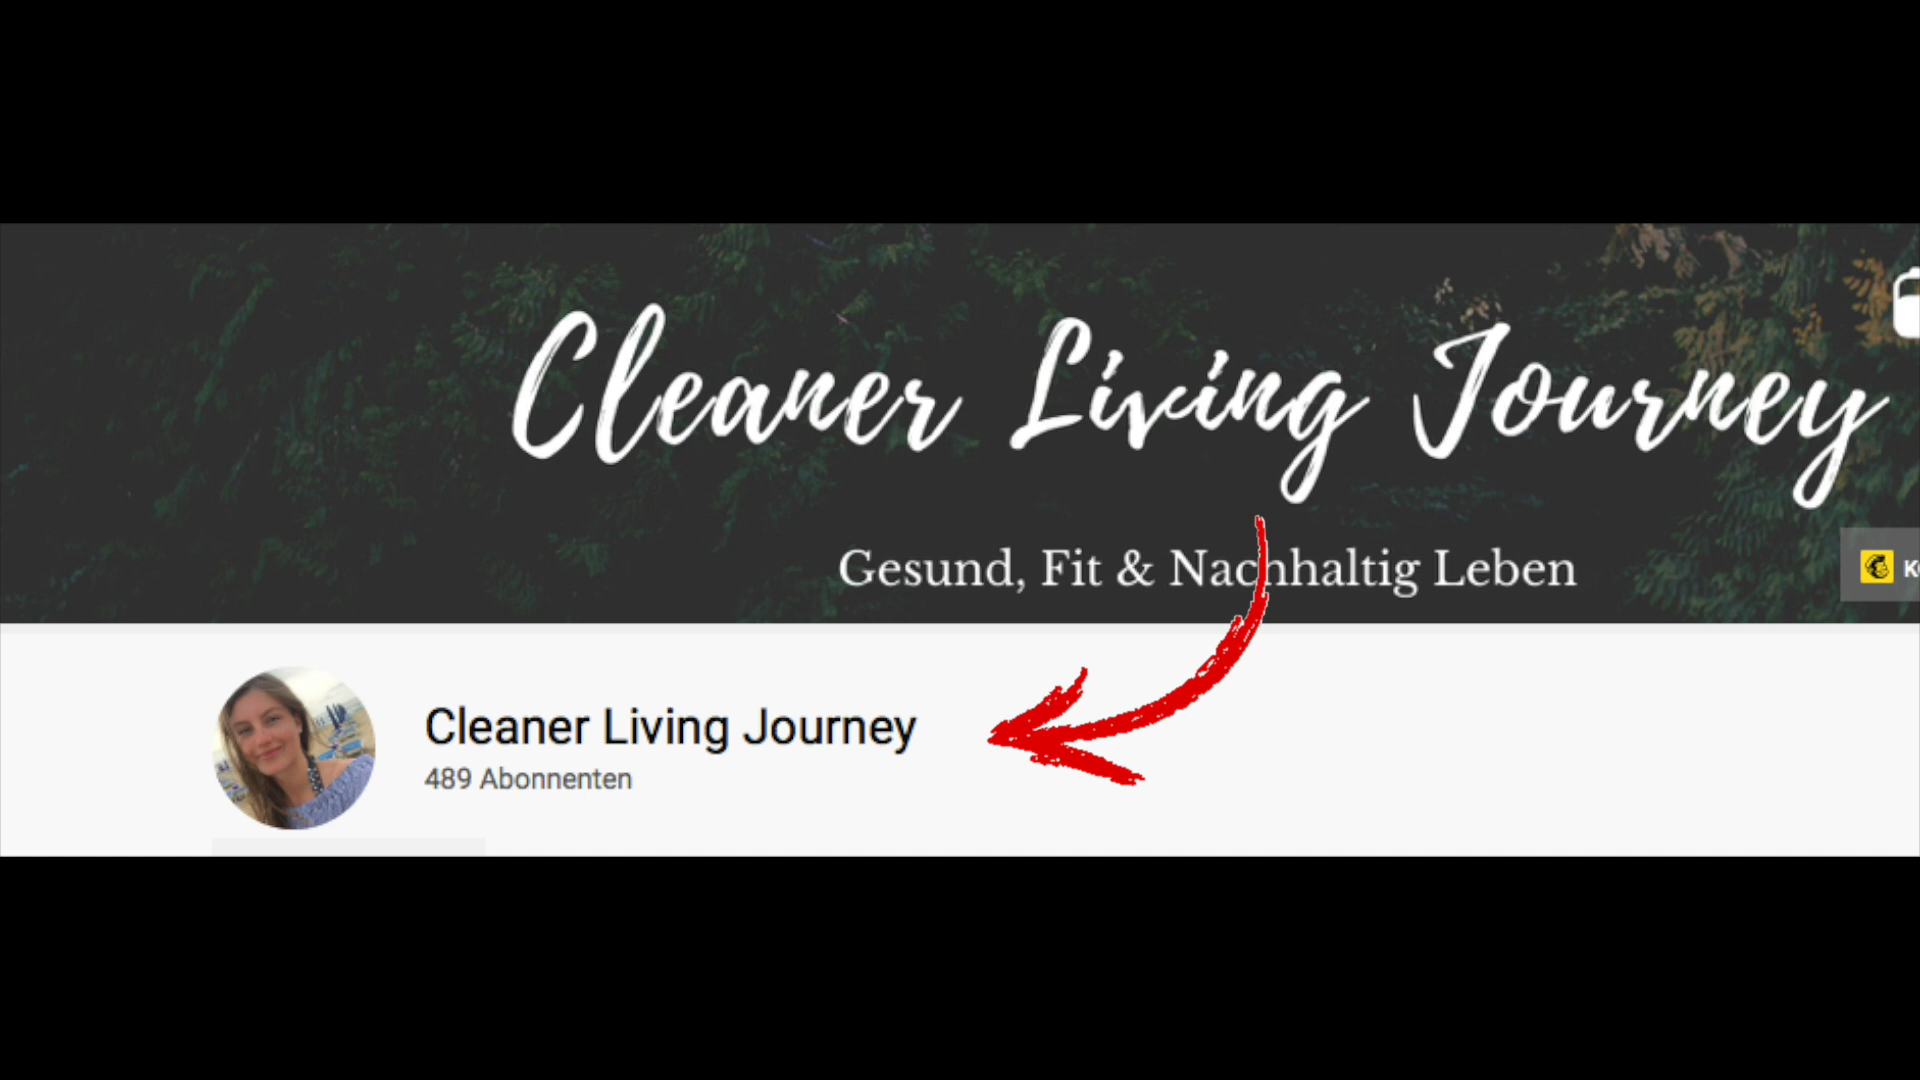 Cleaner Living Journey
Gesund, Fit & Nachhaltig Leben
Cleaner Living Journey
489 Abonnenten